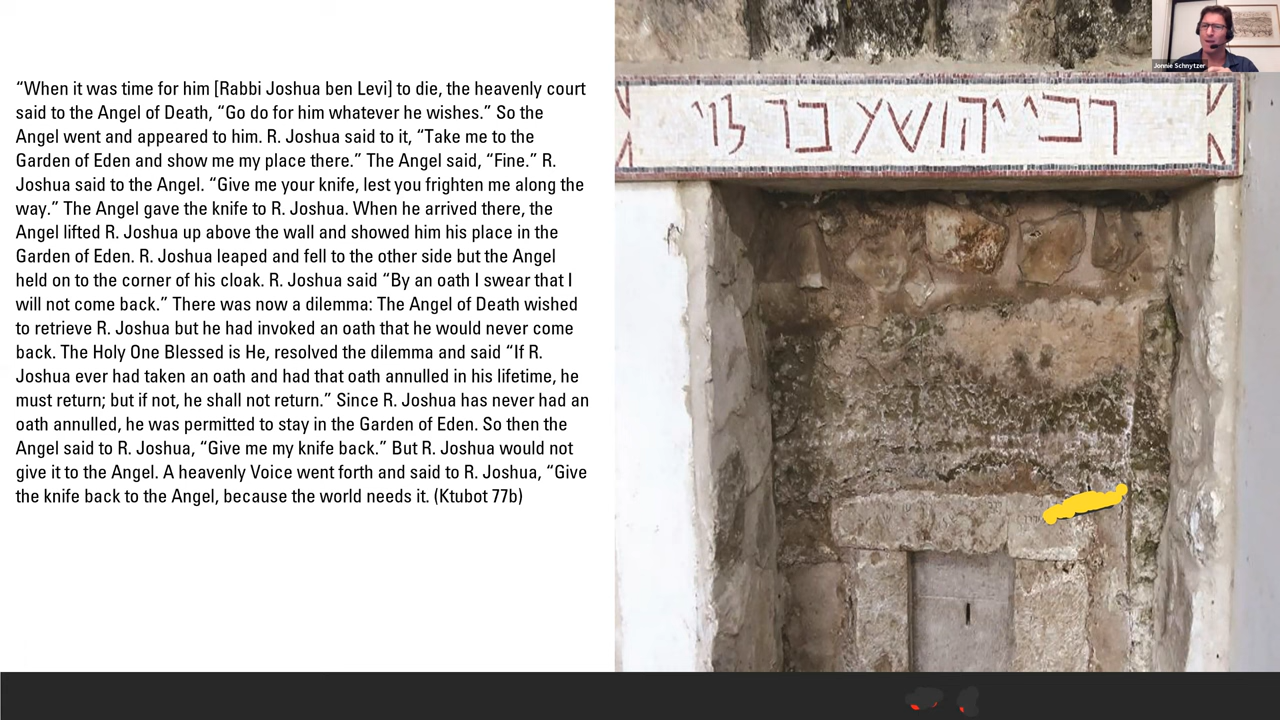 “When it was time for him [Rabbi Joshua ben Levi] to die, the heavenly court
said to the Angel of Death, “Go do for him whatever he wishes.” So the
Angel went and appeared to him. R. Joshua said to it, “Take me to the
Garden of Eden and show me my place there.” The Angel said, “Fine.” R.
Joshua said to the Angel. “Give me your knife, lest you frighten me along the
way.” The Angel gave the knife to R. Joshua. When he arrived there, the
Angel lifted R. Joshua up above the wall and showed him his place in the
Garden of Eden. R. Joshua leaped and fell to the other side but the Angel
held on to the corner of his cloak. R. Joshua said “By an oath I swear that I
will not come back.” There was now a dilemma: The Angel of Death wished
to retrieve R. Joshua but he had invoked an oath that he would never come
back. The Holy One Blessed is He, resolved the dilemma and said “If R.
Joshua ever had taken an oath and had that oath annulled in his lifetime, he
must return; but if not, he shall not return.” Since R. Joshua has never had an
oath annulled, he was permitted to stay in the Garden of Eden. So then the
Angel said to R. Joshua, “Give me my knife back.” But R. Joshua would not
give it to the Angel. A heavenly Voice went forth and said to R. Joshua, “Give
the knife back to the Angel, because the world needs it. (Ktubot 77b)
Jonnie Schnytzer
רבי יהושע בר לוי